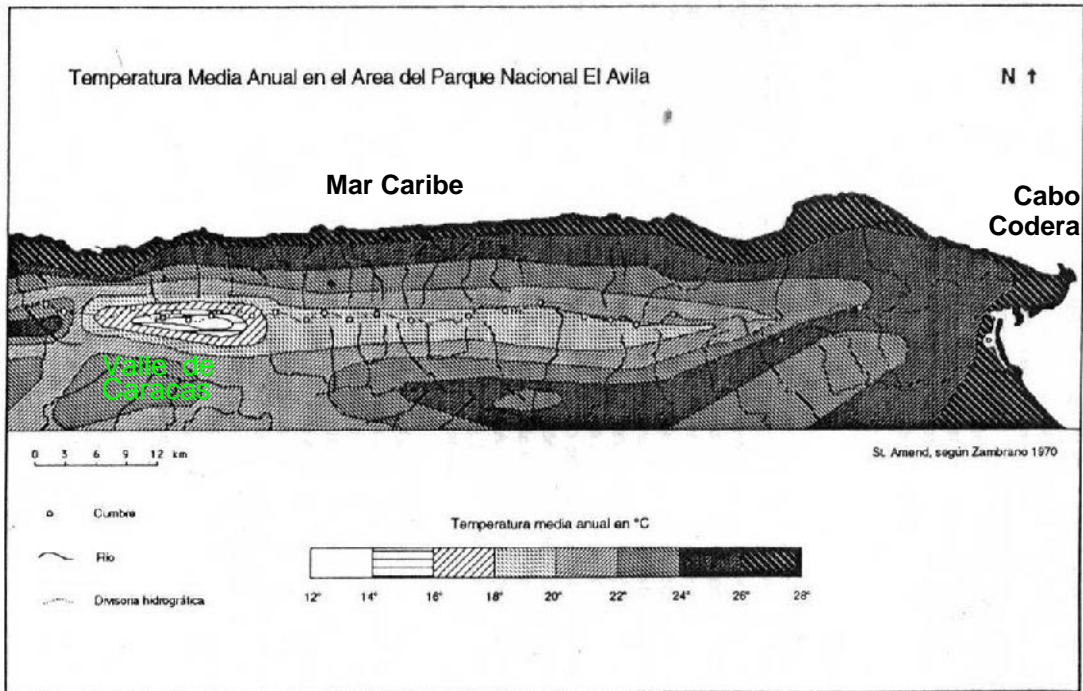 Temperatura Media Anual en el Area del Parque Nacional El Avila
N ↑
Mar Caribe
Cabo
Codera
Valle de
Caracas
0 3 6 9 12 km
St. Amend, según Zambrano 1970
Cumbre
Río
Divisoria hidrogrática
Temperatura media anual en °C
12° 14° 16° 18° 20° 22° 24° 26° 28°